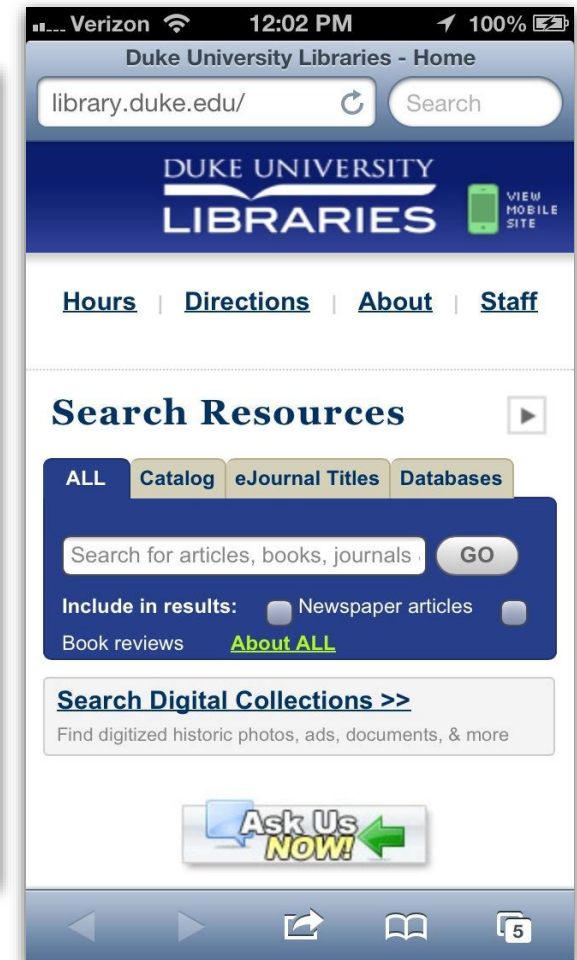 Verizon 12:02 PM 100%
Duke University Libraries - Home
library.duke.edu/ Search
DUKE UNIVERSITY
LIBRARIES
VIEW
MOBILE
SITE
Hours | Directions | About | Staff
Search Resources
ALL Catalog eJournal Titles Databases
Search for articles, books, journals GO
Include in results: Newspaper articles
Book reviews About ALL
Search Digital Collections >>
Find digitized historic photos, ads, documents, & more
Ask Us
NOW!
5